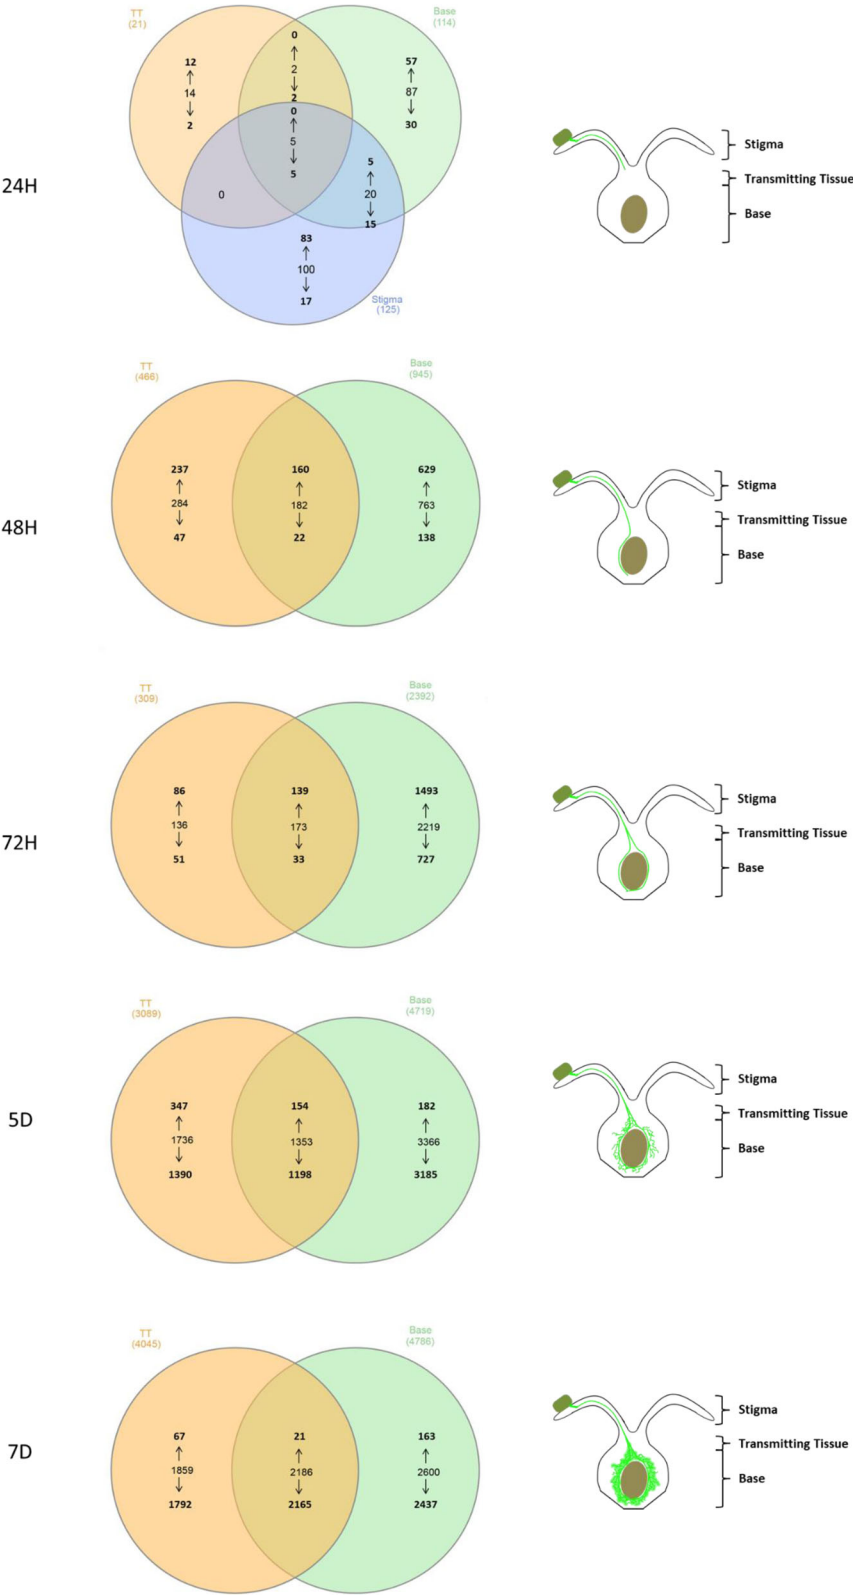 TT
(21)
Base
(114)
0
12
57
2
14
87
2
2
0
30
5
5
5
0
20
15
83
100
17
Stigma
(125)
24H
Stigma
Transmitting Tissue
Base
TT
(466)
Base
(945)
237
160
629
284
182
763
47
22
138
48H
Stigma
Transmitting Tissue
Base
TT
(309)
Base
(2392)
86
139
1493
136
173
2219
51
33
727
72H
Stigma
Transmitting Tissue
Base
TT
(3089)
Base
(4719)
347
154
182
1736
1353
3366
1390
1198
3185
5D
Stigma
Transmitting Tissue
Base
TT
(4045)
Base
(4786)
67
21
163
1859
2186
2600
1792
2165
2437
7D
Stigma
Transmitting Tissue
Base